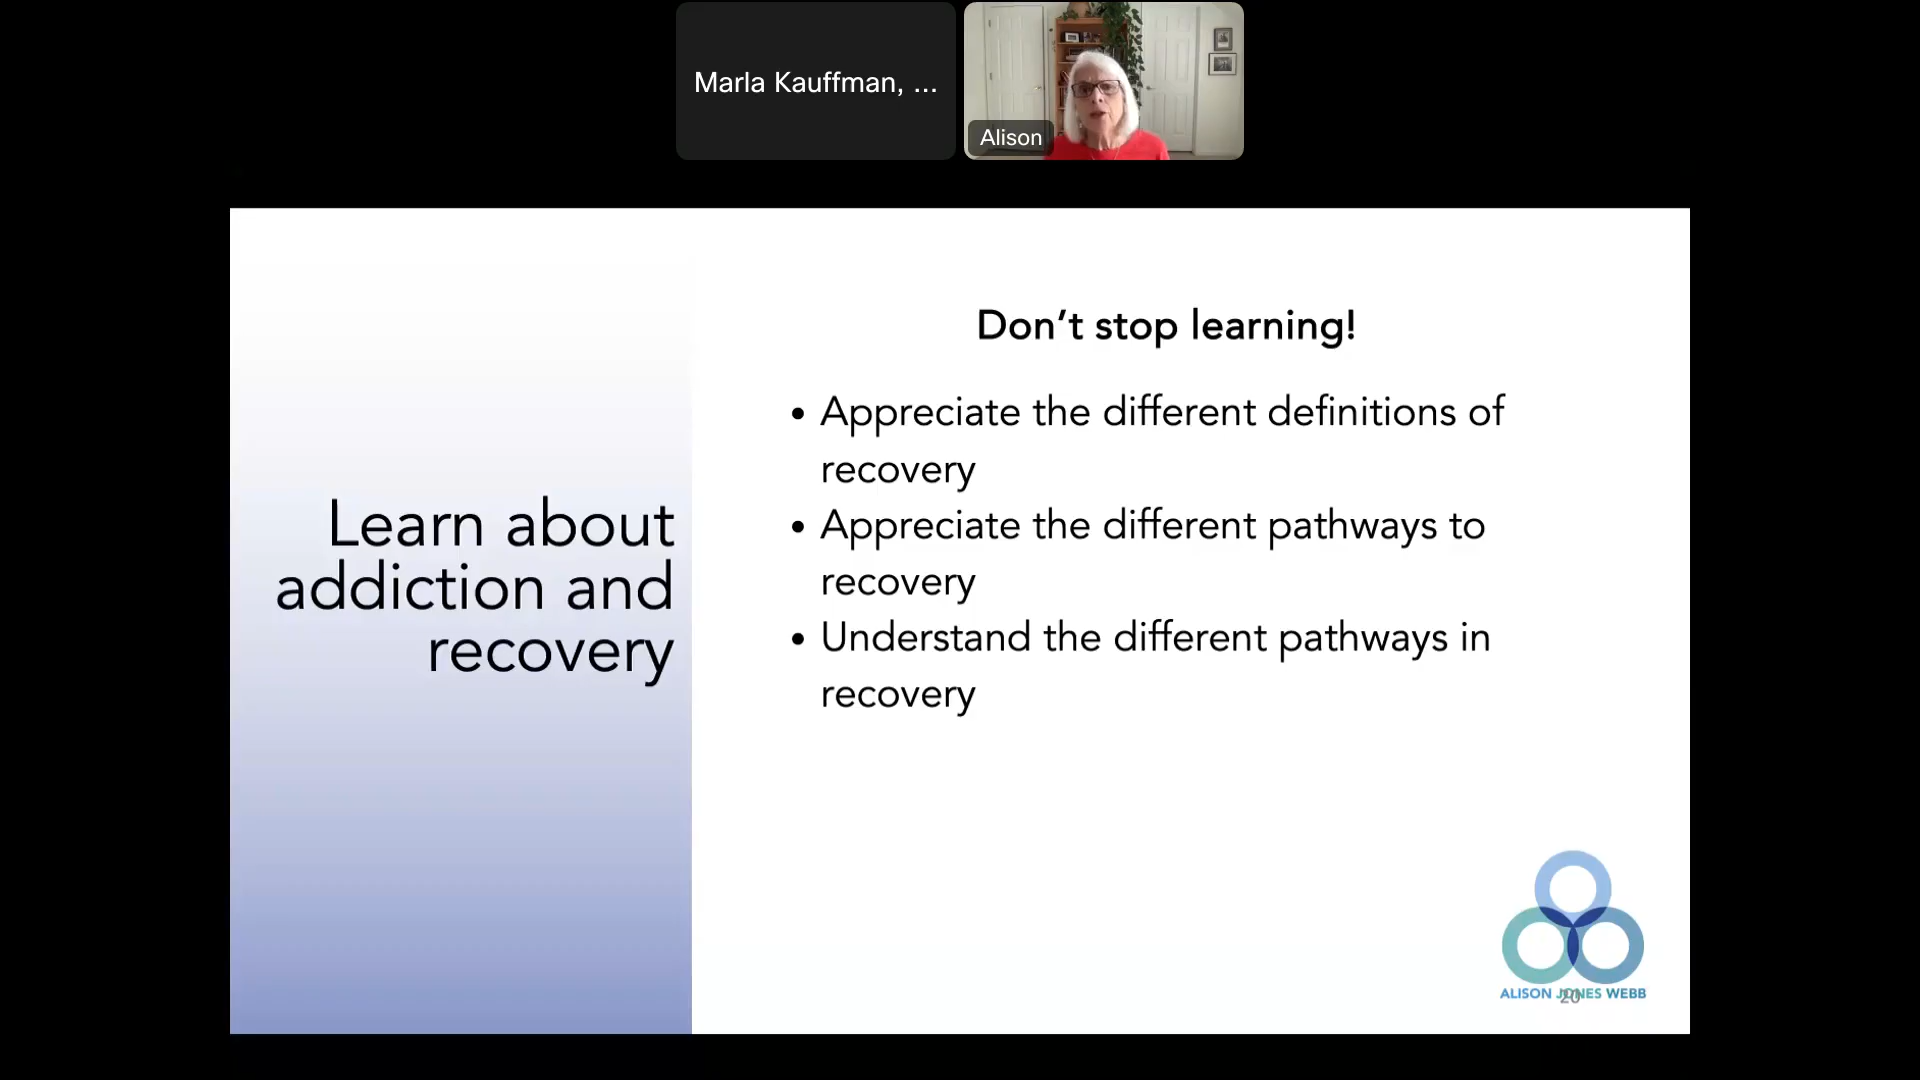 Marla Kauffman, ...
Alison
Learn about
addiction and
recovery
Don’t stop learning!
• Appreciate the different definitions of
recovery
• Appreciate the different pathways to
recovery
• Understand the different pathways in
recovery
ALISON JONES WEBB
20